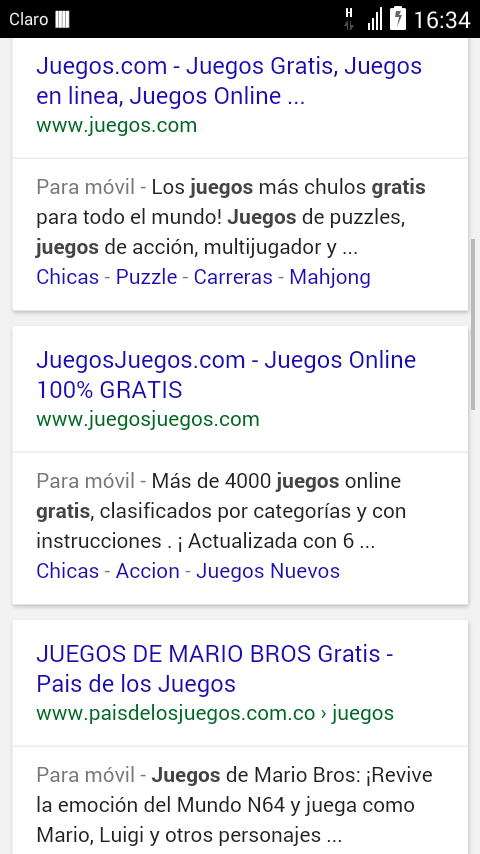 Claro
H
16:34
Juegos.com - Juegos Gratis, Juegos
en linea, Juegos Online ...
www.juegos.com
Para móvil - Los juegos más chulos gratis
para todo el mundo! Juegos de puzzles,
juegos de acción, multijugador y ...
Chicas - Puzzle - Carreras - Mahjong
JuegosJuegos.com - Juegos Online
100% GRATIS
www.juegosjuegos.com
Para móvil - Más de 4000 juegos online
gratis, clasificados por categorías y con
instrucciones . ¡ Actualizada con 6 ...
Chicas - Accion - Juegos Nuevos
JUEGOS DE MARIO BROS Gratis -
Pais de los Juegos
www.paisdelosjuegos.com.co › juegos
Para móvil - Juegos de Mario Bros: ¡Revive
la emoción del Mundo N64 y juega como
Mario, Luigi y otros personajes ...